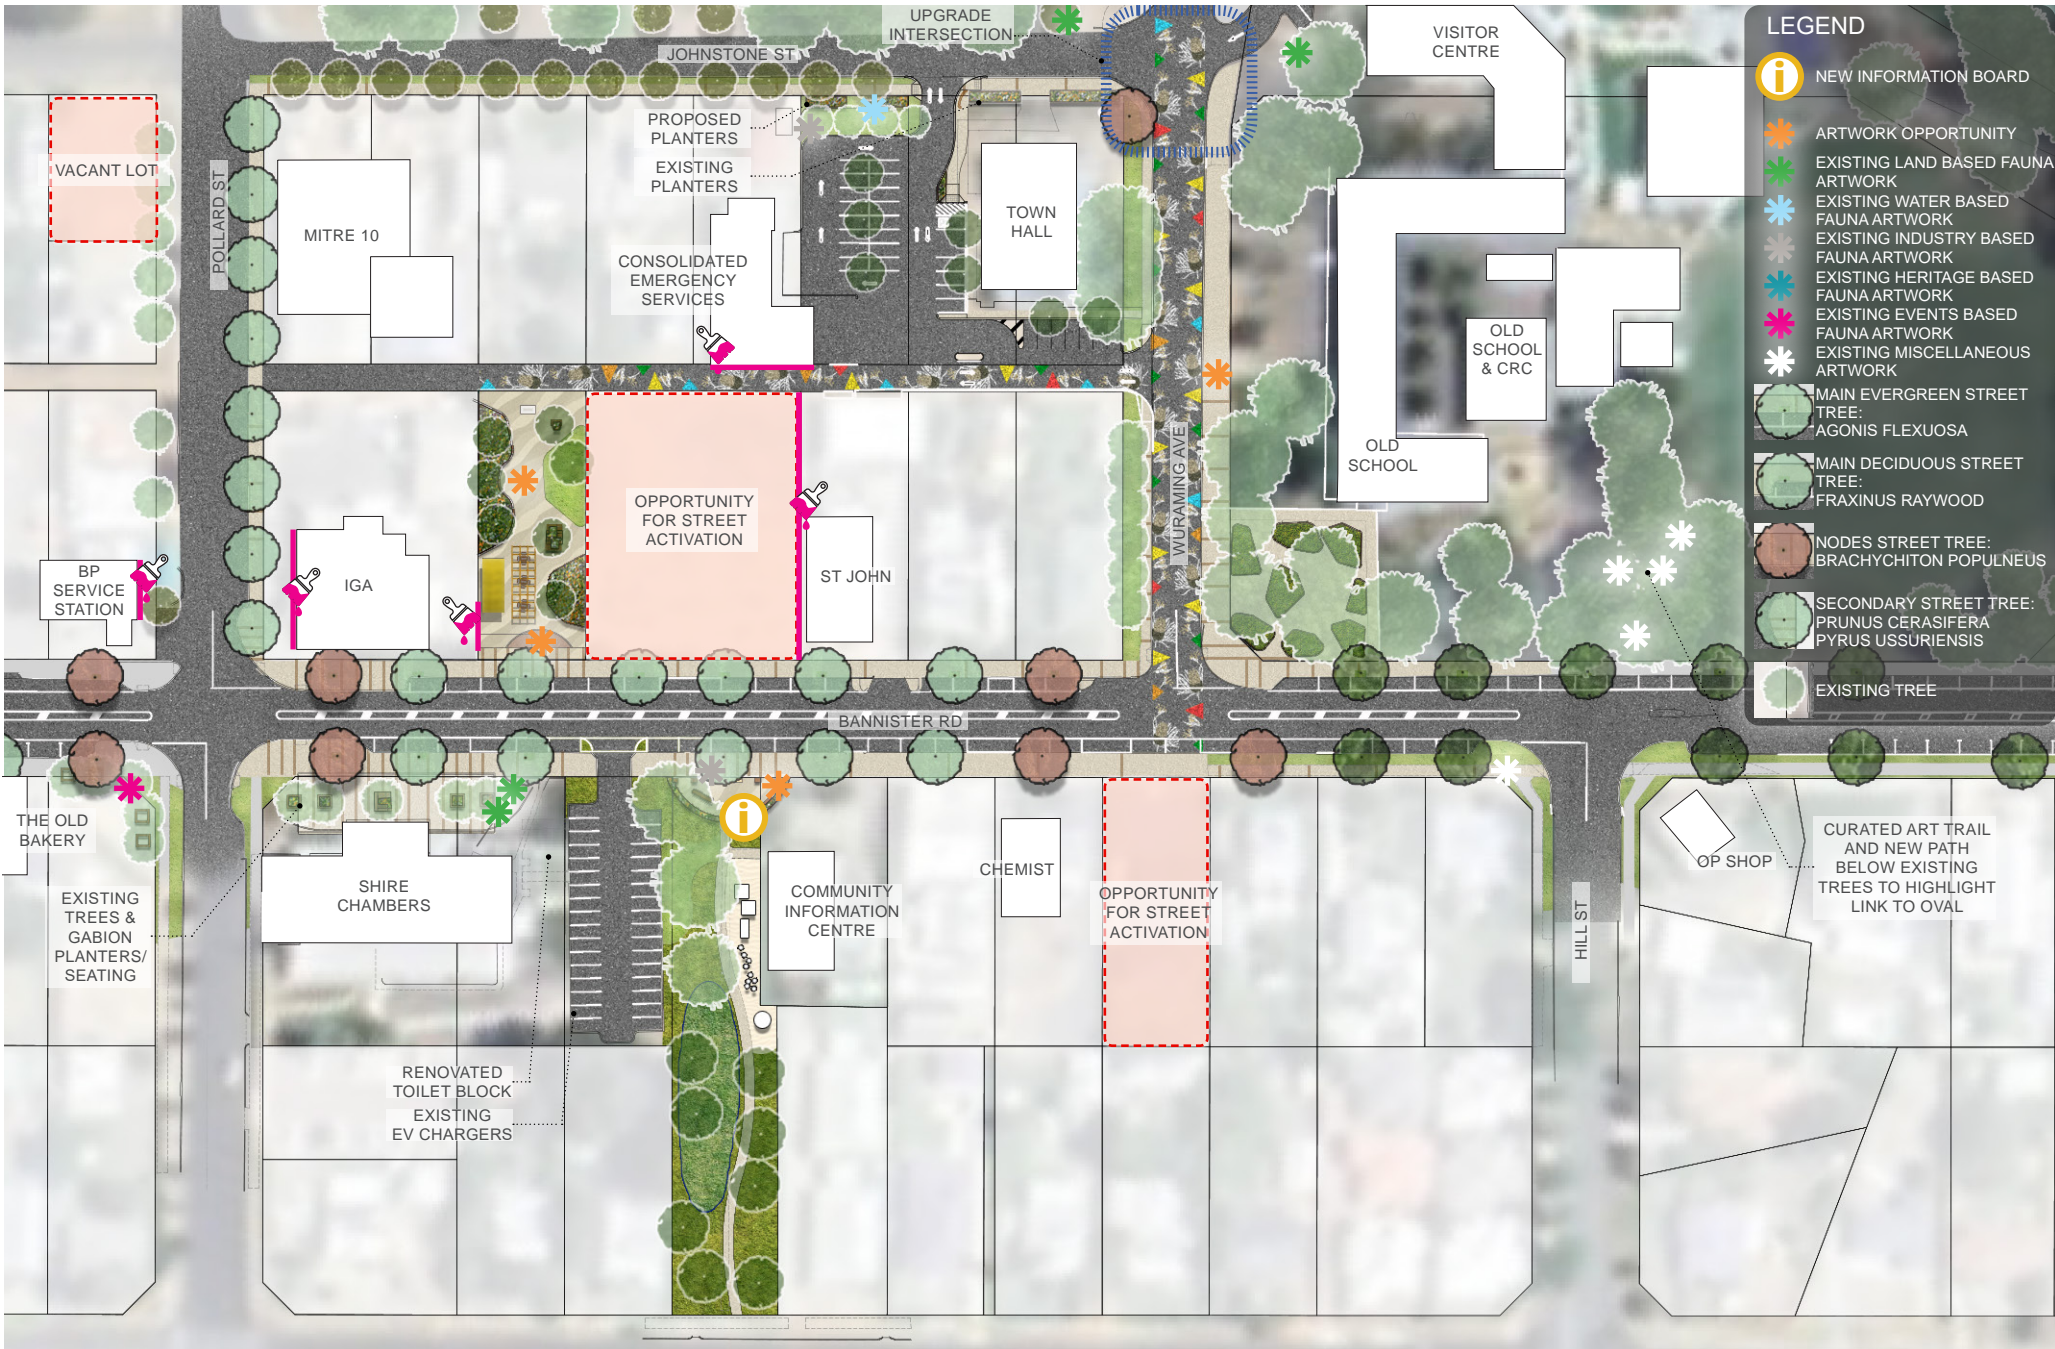 UPGRADE
INTERSECTION
JOHNSTONE ST
VISITOR
CENTRE
LEGEND
NEW INFORMATION BOARD
ARTWORK OPPORTUNITY
EXISTING LAND BASED FAUNA
ARTWORK
EXISTING WATER BASED
FAUNA ARTWORK
EXISTING INDUSTRY BASED
FAUNA ARTWORK
EXISTING HERITAGE BASED
FAUNA ARTWORK
EXISTING EVENTS BASED
FAUNA ARTWORK
EXISTING MISCELLANEOUS
ARTWORK
MAIN EVERGREEN STREET
TREE:
AGONIS FLEXUOSA
MAIN DECIDUOUS STREET
TREE:
FRAXINUS RAYWOOD
NODES STREET TREE:
BRACHYCHITON POPULNEUS
SECONDARY STREET TREE:
PRUNUS CERASIFERA
PYRUS USSURIENSIS
EXISTING TREE
PROPOSED
PLANTERS
EXISTING
PLANTERS
VACANT LOT
POLLARD ST
MITRE 10
CONSOLIDATED
EMERGENCY
SERVICES
TOWN
HALL
OLD
SCHOOL
& CRC
OLD
SCHOOL
WURAMING AVE
OPPORTUNITY
FOR STREET
ACTIVATION
BP
SERVICE
STATION
IGA
ST JOHN
BANNISTER RD
THE OLD
BAKERY
EXISTING
TREES &
GABION
PLANTERS/
SEATING
SHIRE
CHAMBERS
COMMUNITY
INFORMATION
CENTRE
CHEMIST
OPPORTUNITY
FOR STREET
ACTIVATION
HILL ST
OP SHOP
CURATED ART TRAIL
AND NEW PATH
BELOW EXISTING
TREES TO HIGHLIGHT
LINK TO OVAL
RENOVATED
TOILET BLOCK
EXISTING
EV CHARGERS